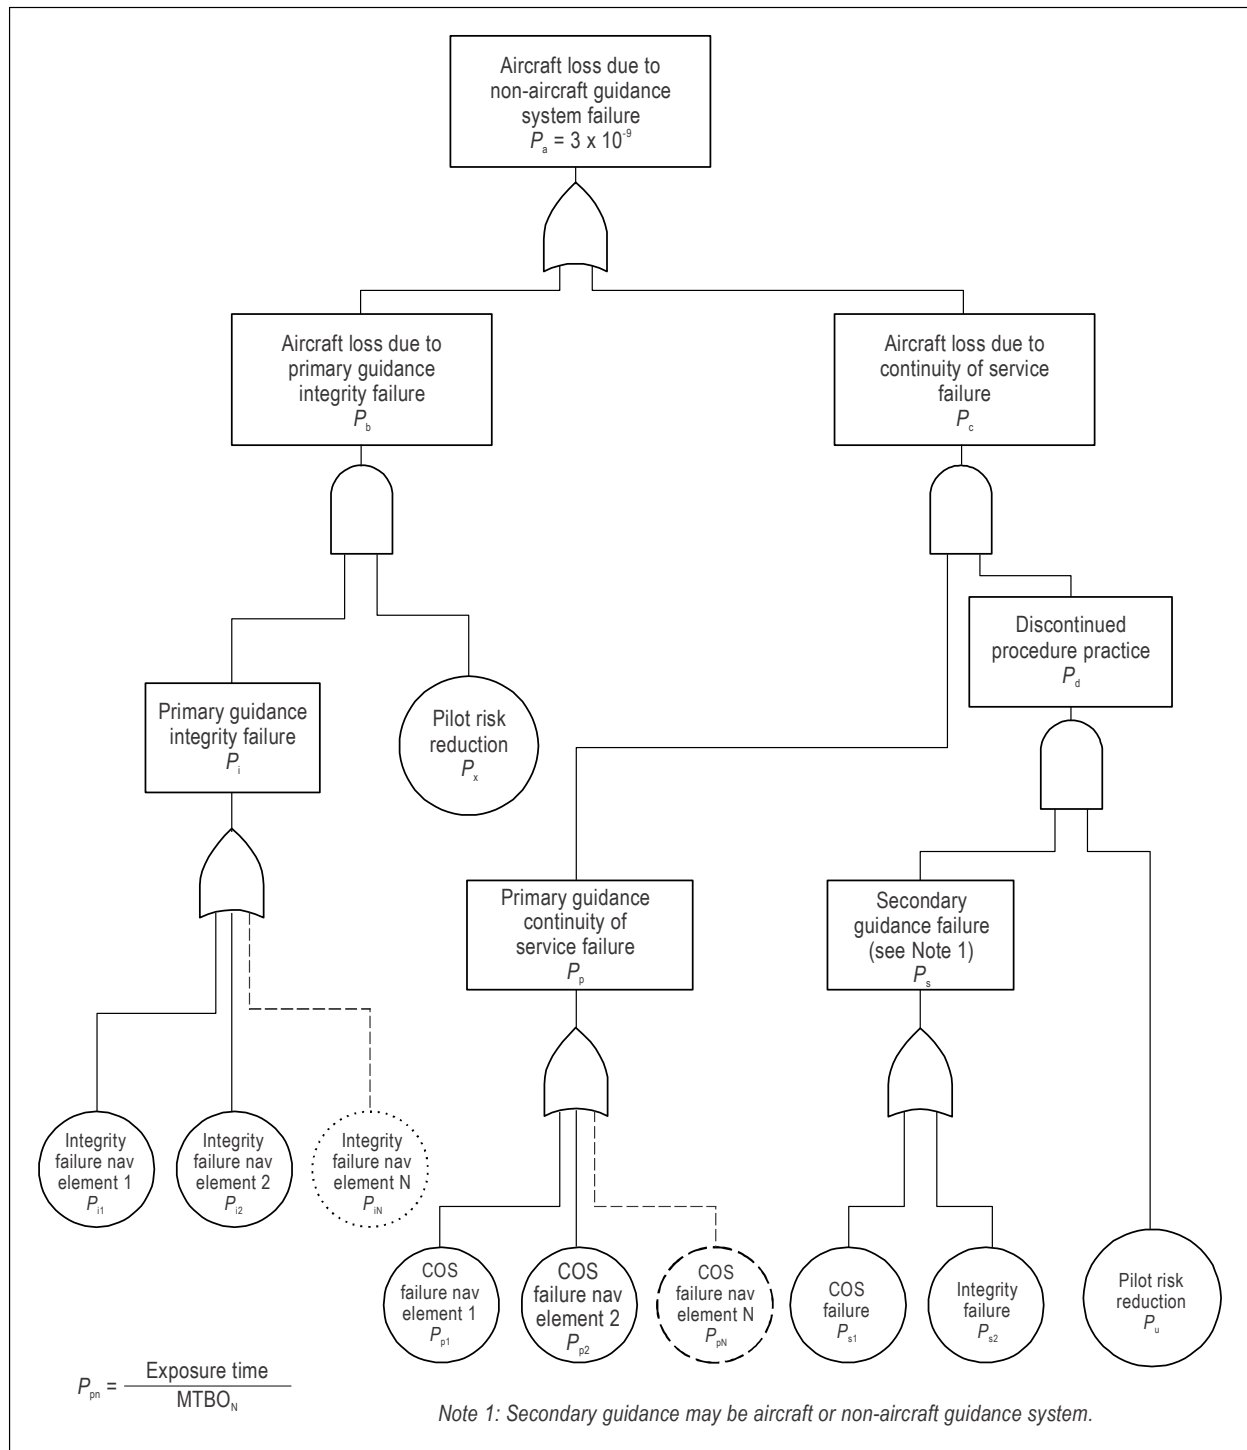 Aircraft loss due to
non-aircraft guidance
system failure
Pa = 3 x 10-9
Aircraft loss due to
primary guidance
integrity failure
Pb
Aircraft loss due to
continuity of service
failure
Pc
Discontinued
procedure practice
Pd
Primary guidance
integrity failure
Pi
Pilot risk
reduction
Px
Primary guidance
continuity of
service failure
Pp
Secondary
guidance failure
(see Note 1)
Ps
Integrity
failure nav
element 1
Pi1
Integrity
failure nav
element 2
Pi2
Integrity
failure nav
element N
PiN
COS
failure nav
element 1
Pp1
COS
failure nav
element 2
Pp2
COS
failure nav
element N
PpN
COS
failure
Ps1
Integrity
failure
Ps2
Pilot risk
reduction
Pu
Ppn = Exposure time
MTBON
Note 1: Secondary guidance may be aircraft or non-aircraft guidance system.